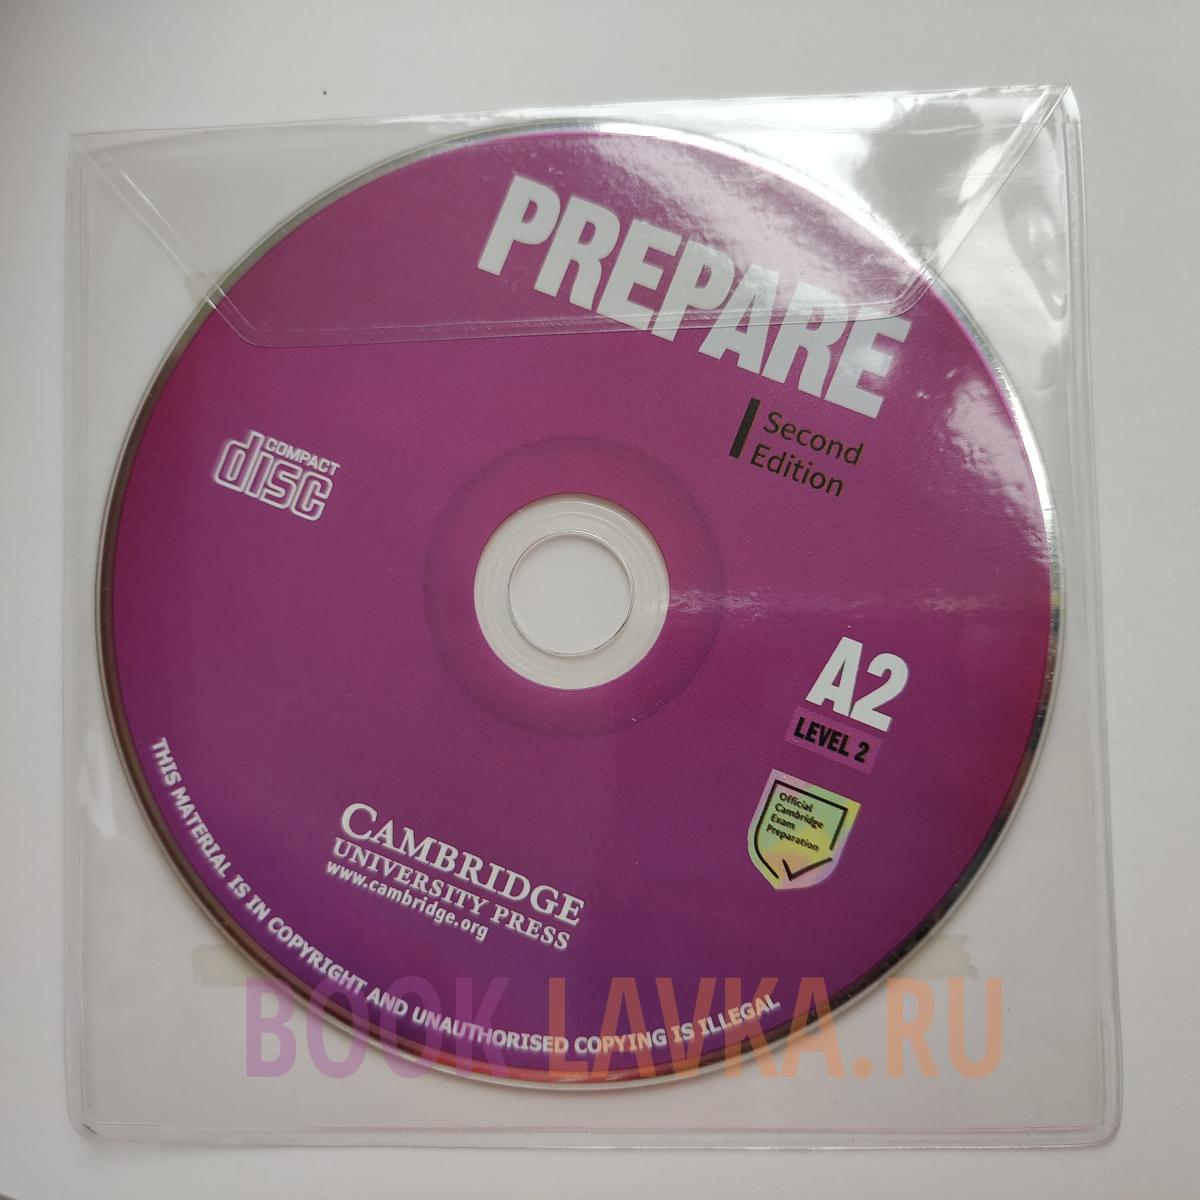 PREPARE
Second
Edition
COMPACT
disc
A2
LEVEL 2
Official
Cambridge
Exam
Preparation
CAMBRIDGE
UNIVERSITY PRESS
www.cambridge.org
THIS MATERIAL IS IN COPYRIGHT AND UNAUTHORISED COPYING IS ILLEGAL
BOOK LAVKA.RU